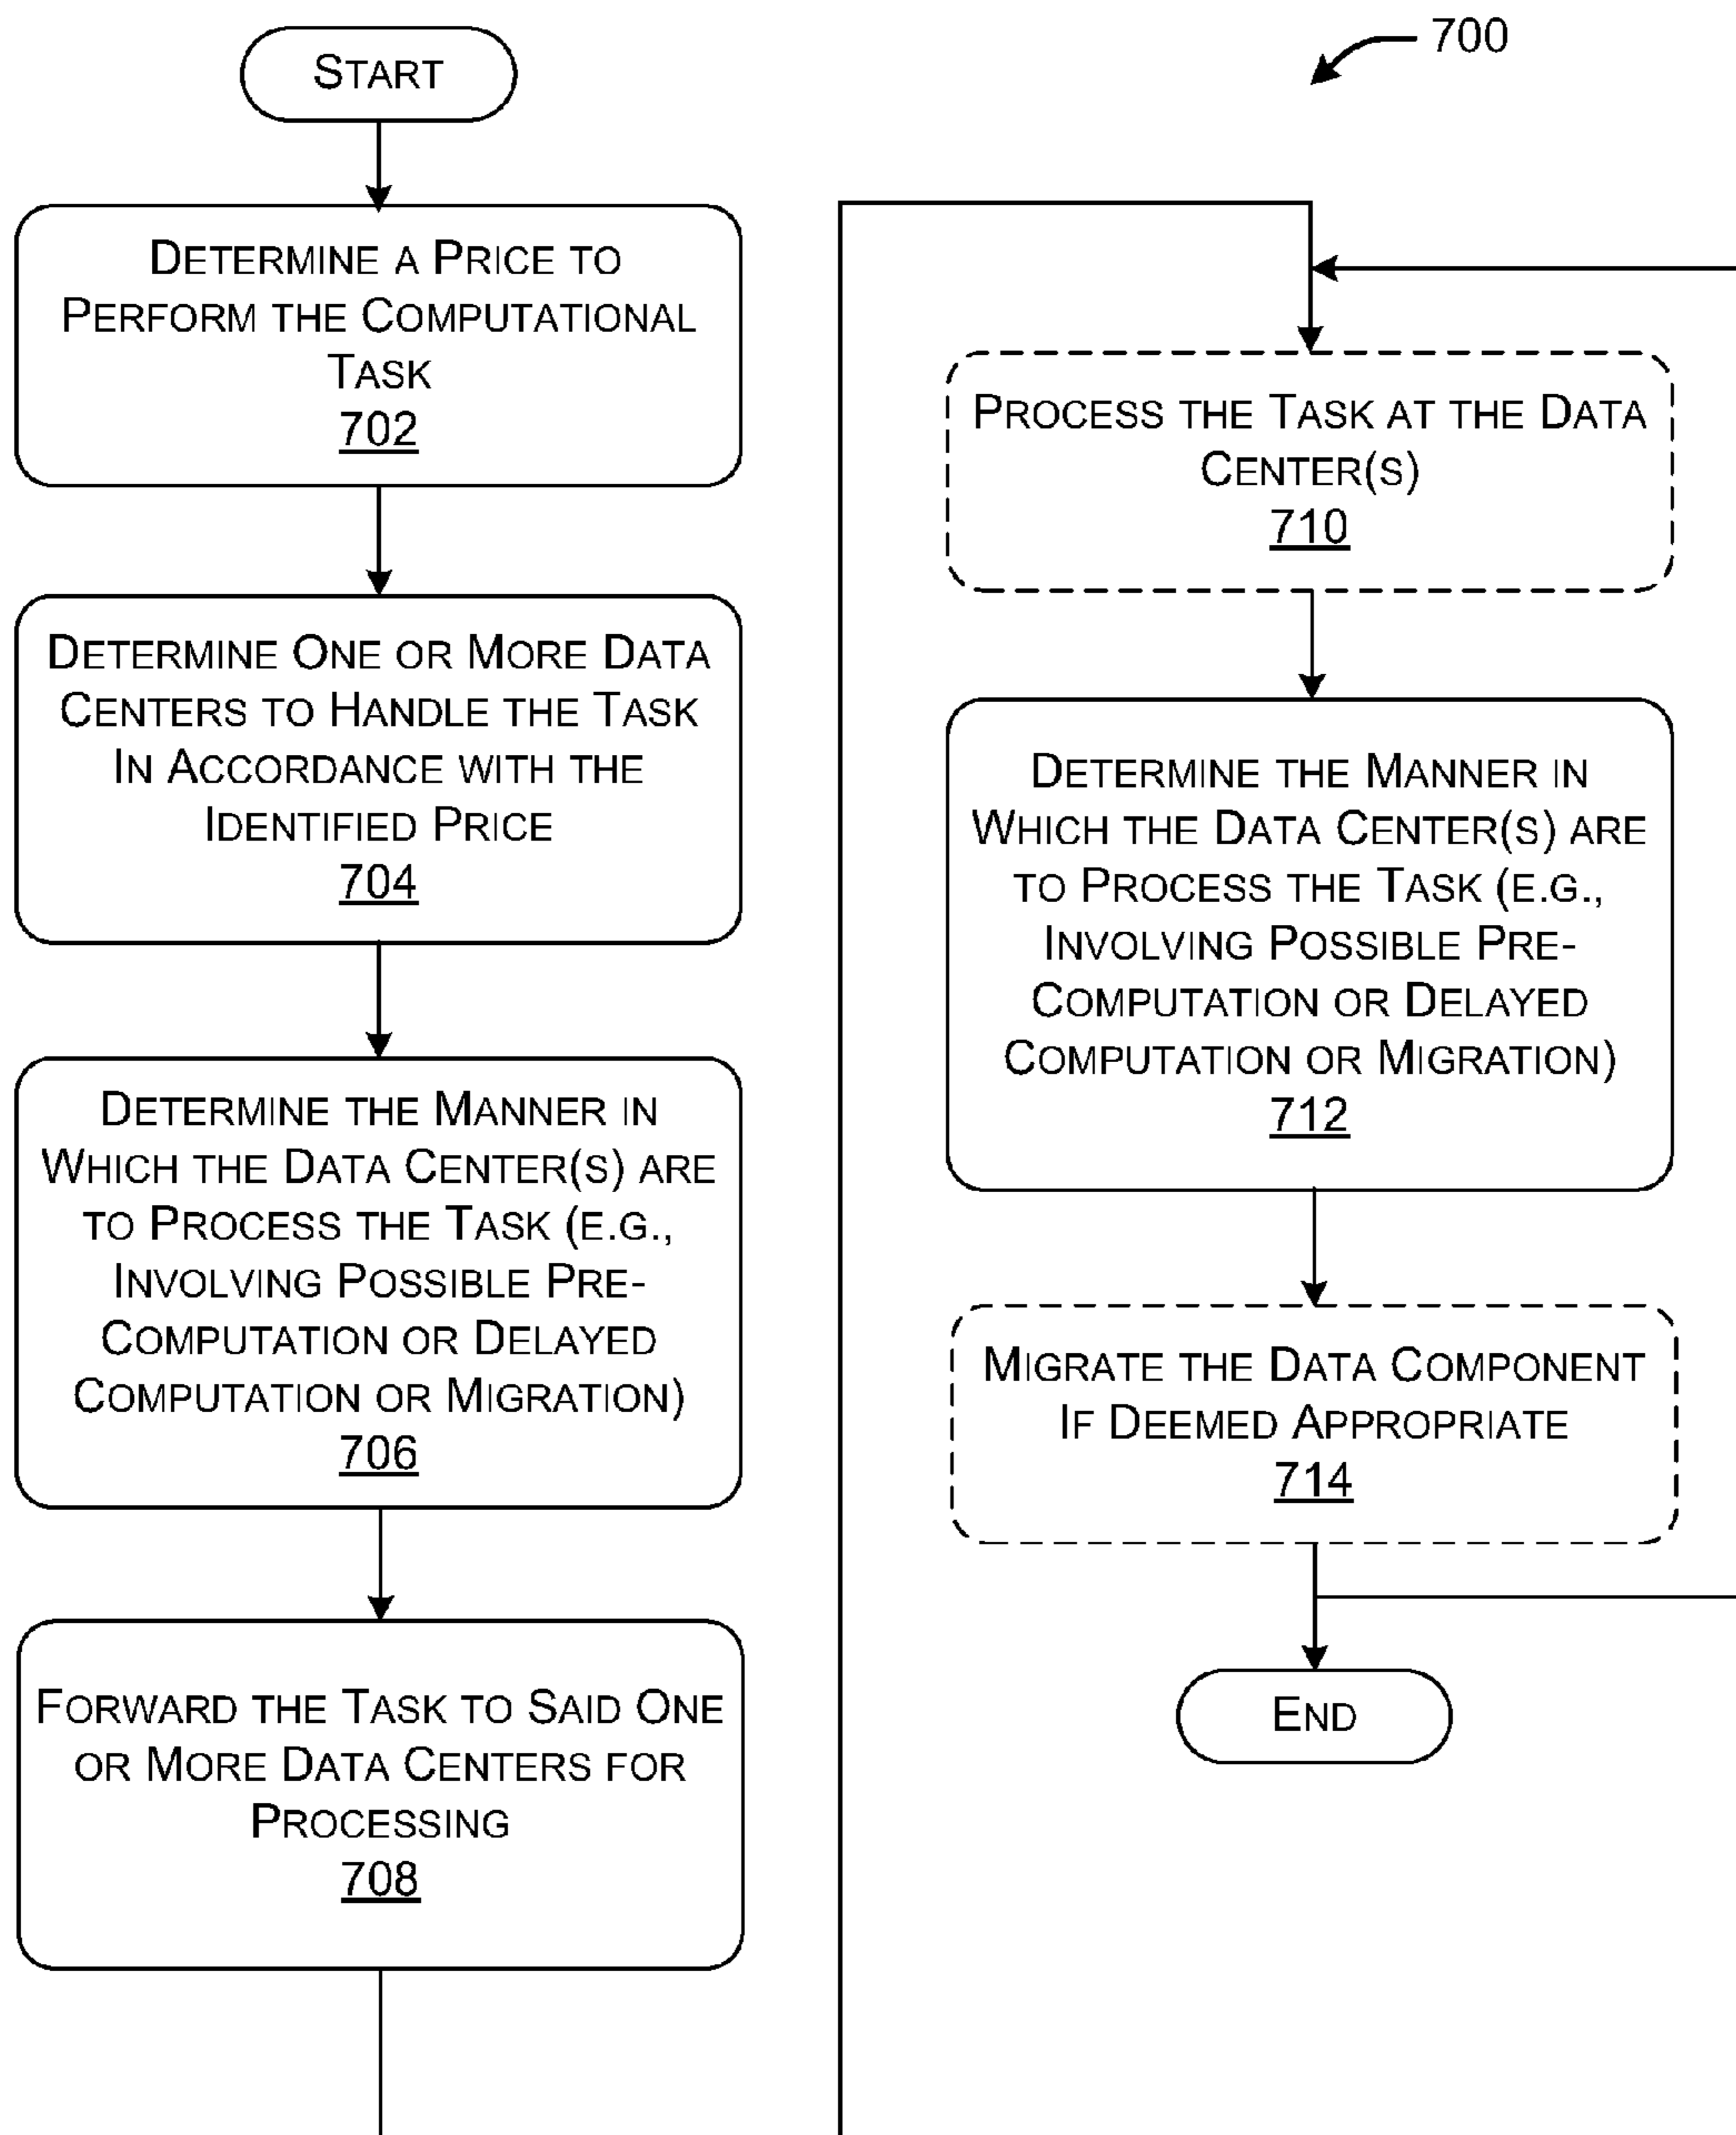 START
DETERMINE A PRICE TO
PERFORM THE COMPUTATIONAL
TASK
702
DETERMINE ONE OR MORE DATA
CENTERS TO HANDLE THE TASK
IN ACCORDANCE WITH THE
IDENTIFIED PRICE
704
DETERMINE THE MANNER IN
WHICH THE DATA CENTER(S) ARE
TO PROCESS THE TASK (E.G.,
INVOLVING POSSIBLE PRE-
COMPUTATION OR DELAYED
COMPUTATION OR MIGRATION)
706
FORWARD THE TASK TO SAID ONE
OR MORE DATA CENTERS FOR
PROCESSING
708
700
PROCESS THE TASK AT THE DATA
CENTER(S)
710
DETERMINE THE MANNER IN
WHICH THE DATA CENTER(S) ARE
TO PROCESS THE TASK (E.G.,
INVOLVING POSSIBLE PRE-
COMPUTATION OR DELAYED
COMPUTATION OR MIGRATION)
712
MIGRATE THE DATA COMPONENT
IF DEEMED APPROPRIATE
714
END